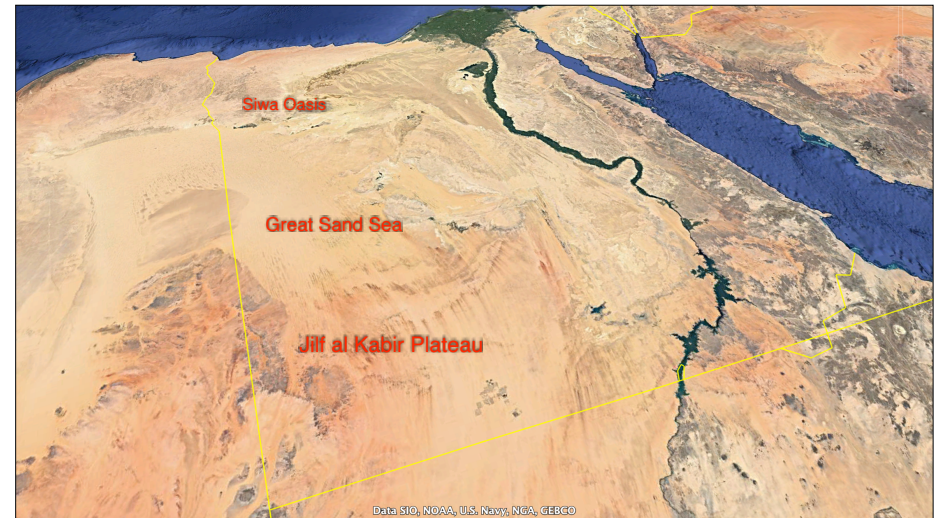 Siwa Oasis
Great Sand Sea
Jilf al Kabir Plateau
Data SIO, NOAA, U.S. Navy, NGA, GEBCO